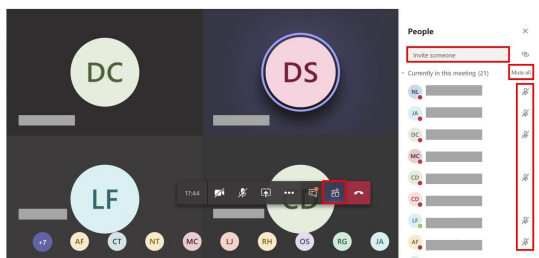 People
DC
DS
Invite someone
Currently in this meeting (21)
Mute all
NL
JA
DC
MC
CD
CD
LF
AF
LF
17:44
CD
+7
AF
CT
NT
MC
LJ
RH
OS
RG
JA